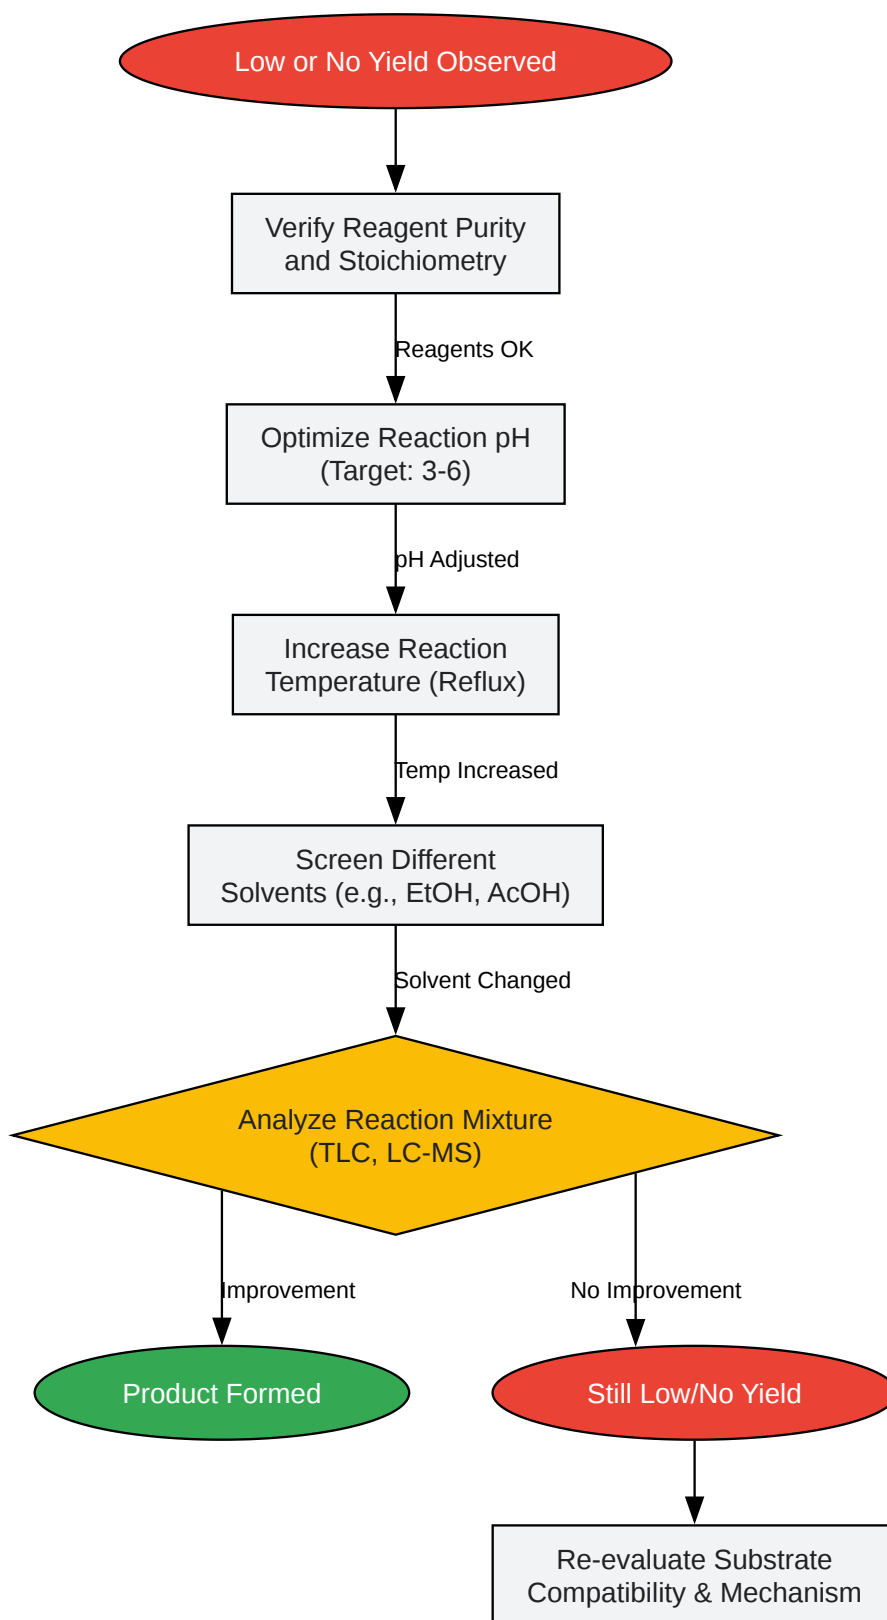 Low or No Yield Observed
Verify Reagent Purity
and Stoichiometry
Reagents OK
Optimize Reaction pH
(Target: 3-6)
pH Adjusted
Increase Reaction
Temperature (Reflux)
Temp Increased
Screen Different
Solvents (e.g., EtOH, AcOH)
Solvent Changed
Analyze Reaction Mixture
(TLC, LC-MS)
Improvement
No Improvement
Product Formed
Still Low/No Yield
Re-evaluate Substrate
Compatibility & Mechanism